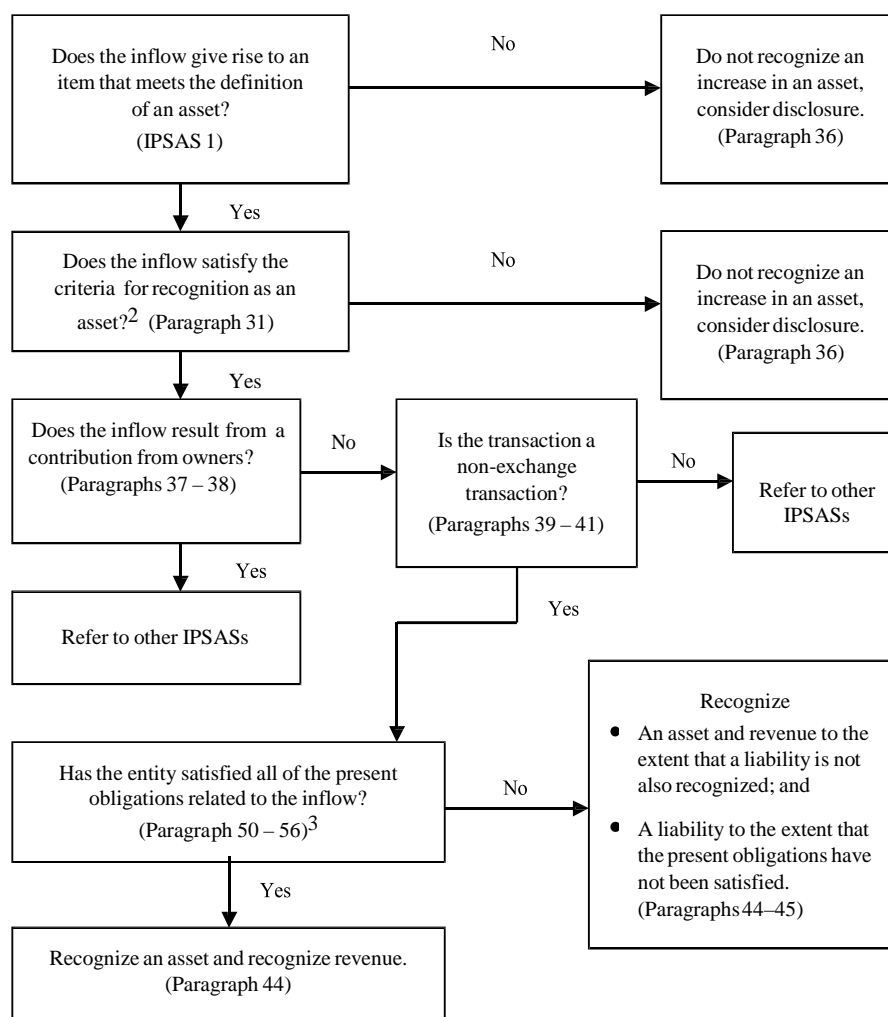 Does the inflow give rise to an
item that meets the definition
of an asset?
(IPSAS 1)
No
Do not recognize an
increase in an asset,
consider disclosure.
(Paragraph 36)
Yes
Does the inflow satisfy the
criteria for recognition as an
asset?2 (Paragraph 31)
No
Do not recognize an
increase in an asset,
consider disclosure.
(Paragraph 36)
Yes
Does the inflow result from a
contribution from owners?
(Paragraphs 37 – 38)
No
Is the transaction a
non-exchange
transaction?
(Paragraphs 39 – 41)
No
Refer to other
IPSASs
Yes
Refer to other IPSASs
Yes
Has the entity satisfied all of the present
obligations related to the inflow?
(Paragraph 50 – 56)3
No
Recognize
• An asset and revenue to the
extent that a liability is not
also recognized; and
• A liability to the extent that
the present obligations have
not been satisfied.
(Paragraphs 44–45)
Yes
Recognize an asset and recognize revenue.
(Paragraph 44)